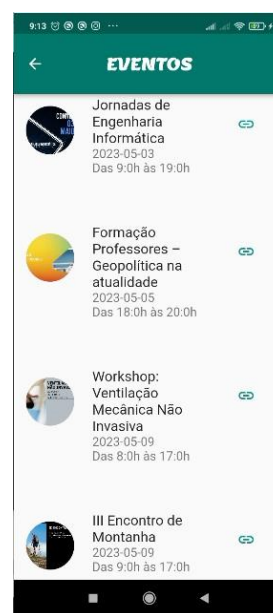 9:13
EVENTOS
Jornadas de
Engenharia
Informática
2023-05-03
Das 9:0h às 19:0h
Formação
Professores –
Geopolítica na
atualidade
2023-05-05
Das 18:0h às 20:0h
Workshop:
Ventilação
Mecânica Não
Invasiva
2023-05-09
Das 8:0h às 17:0h
III Encontro de
Montanha
2023-05-09
Das 9:0h às 17:0h